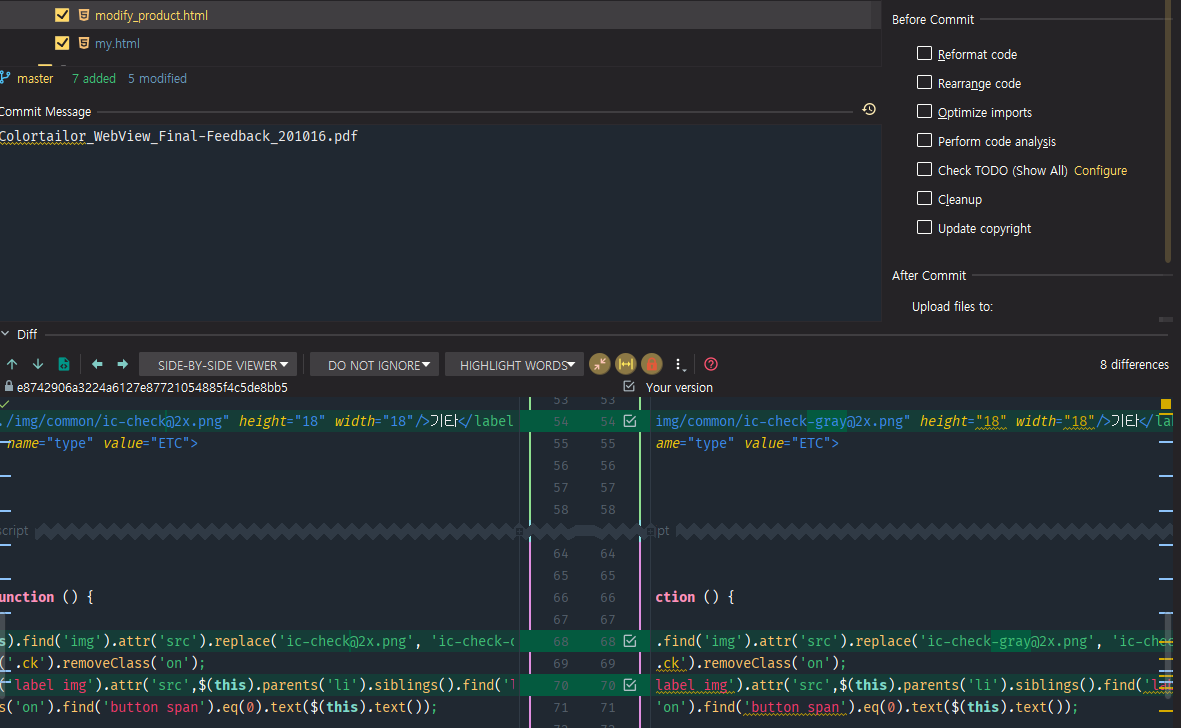 modify_product.html
my.html
master 7 added 5 modified
Commit Message
Colortailor_WebView_Final-Feedback_201016.pdf
Before Commit
Reformat code
Rearrange code
Optimize imports
Perform code analysis
Check TODO (Show All) Configure
Cleanup
Update copyright
After Commit
Upload files to:
Diff
SIDE-BY-SIDE VIEWER DO NOT IGNORE HIGHLIGHT WORDS 8 differences
e8742906a3224a6127e87721054885f4c5de8bb5 Your version
53 53
./img/common/ic-check@2x.png" height="18" width="18"/>기타</label 54 54 img/common/ic-check-gray@2x.png" height="18" width="18"/>기타</la
name="type" value="ETC"> 55 55 ame="type" value="ETC">
56 56
57 57
58 58
script pt
64 64
65 65
unction () { 66 66 ction () {
67 67
s).find('img').attr('src').replace('ic-check@2x.png', 'ic-check- 68 68 .find('img').attr('src').replace('ic-check-gray@2x.png', 'ic-chec
('.ck').removeClass('on'); 69 69 .ck').removeClass('on');
('label img').attr('src',$(this).parents('li').siblings().find('l 70 70 label img').attr('src',$(this).parents('li').siblings().find('l
s('on').find('button span').eq(0).text($(this).text()); 71 71 'on').find('button span').eq(0).text($(this).text());